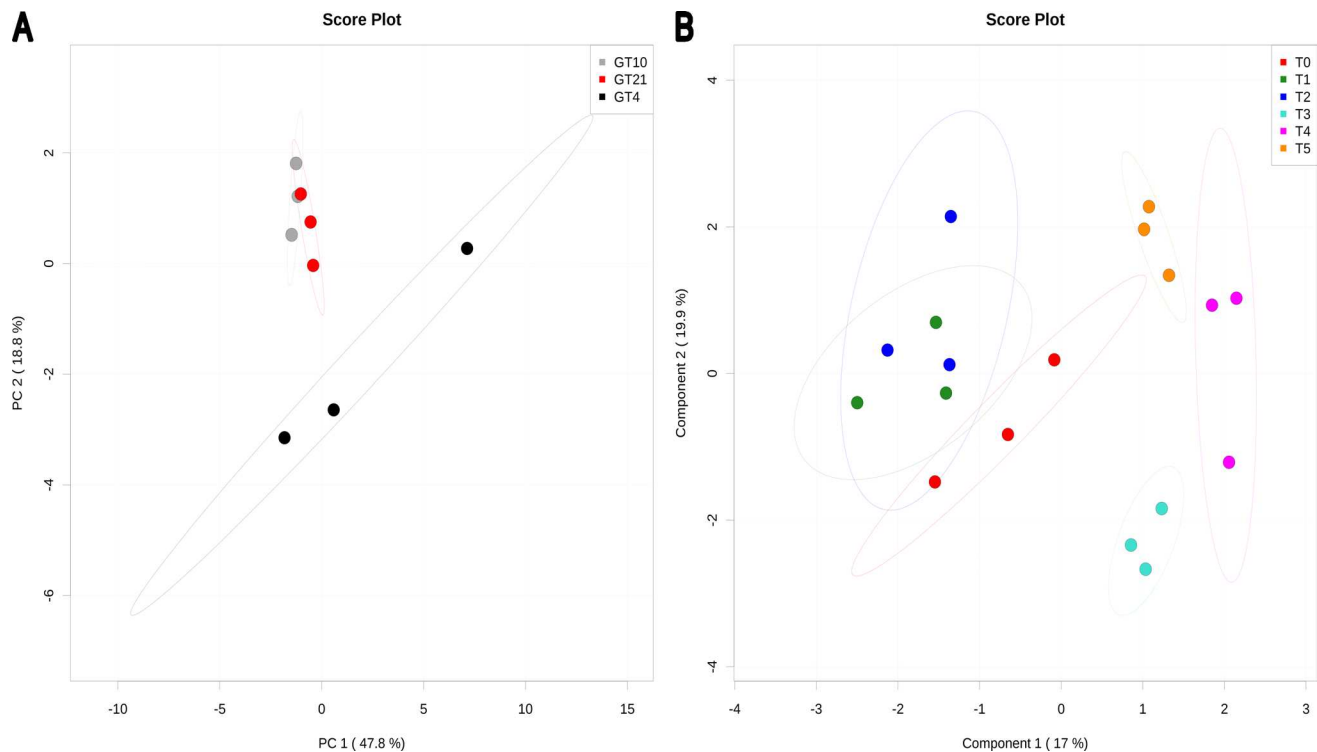 A
Score Plot
GT10
GT21
GT4
PC 2 ( 18.8 %)
2
0
-2
-4
-6
-10
-5
0
5
10
15
PC 1 ( 47.8 %)
B
Score Plot
T0
T1
T2
T3
T4
T5
Component 2 ( 19.9 %)
4
2
0
-2
-4
-4
-3
-2
-1
0
1
2
3
Component 1 ( 17 %)